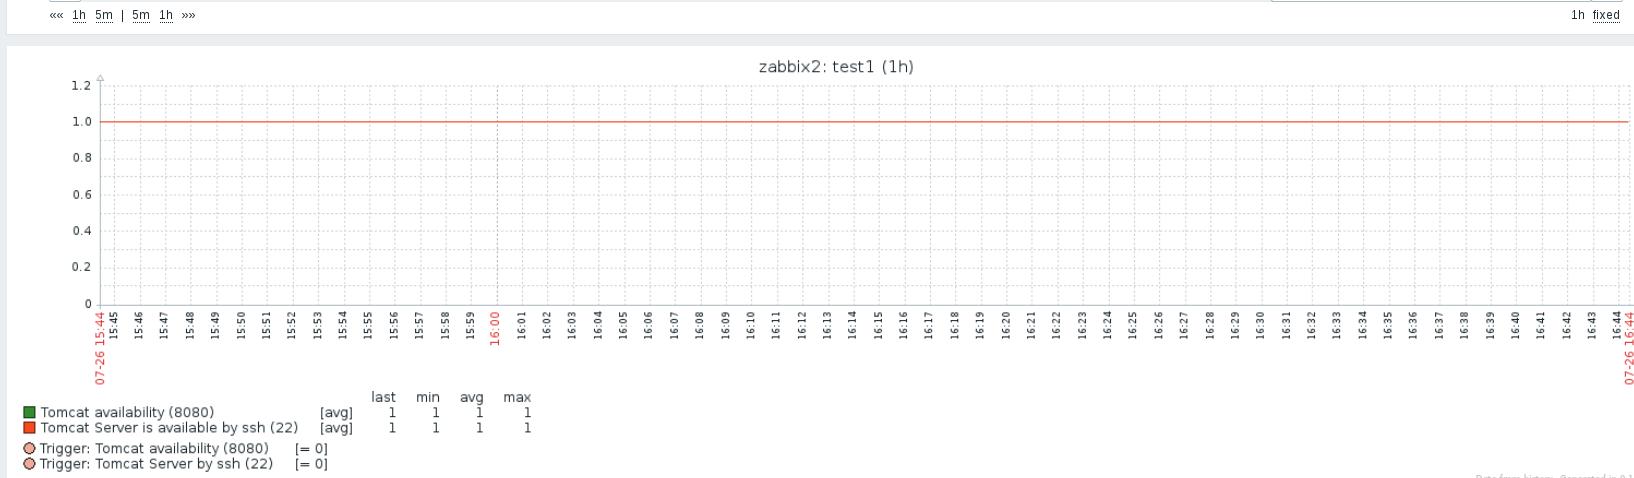 «« 1h 5m | 5m 1h »» 1h fixed
zabbix2: test1 (1h)
1.2
1.0
0.8
0.6
0.4
0.2
0
07-26 15:44 15:45 15:46 15:47 15:48 15:49 15:50 15:51 15:52 15:53 15:54 15:55 15:56 15:57 15:58 15:59 16:00 16:01 16:02 16:03 16:04 16:05 16:06 16:07 16:08 16:09 16:10 16:11 16:12 16:13 16:14 16:15 16:16 16:17 16:18 16:19 16:20 16:21 16:22 16:23 16:24 16:25 16:26 16:27 16:28 16:29 16:30 16:31 16:32 16:33 16:34 16:35 16:36 16:37 16:38 16:39 16:40 16:41 16:42 16:43 16:44 07-26 16:44
last min avg max
Tomcat availability (8080) [avg] 1 1 1 1
Tomcat Server is available by ssh (22) [avg] 1 1 1 1
Trigger: Tomcat availability (8080) [= 0]
Trigger: Tomcat Server by ssh (22) [= 0]